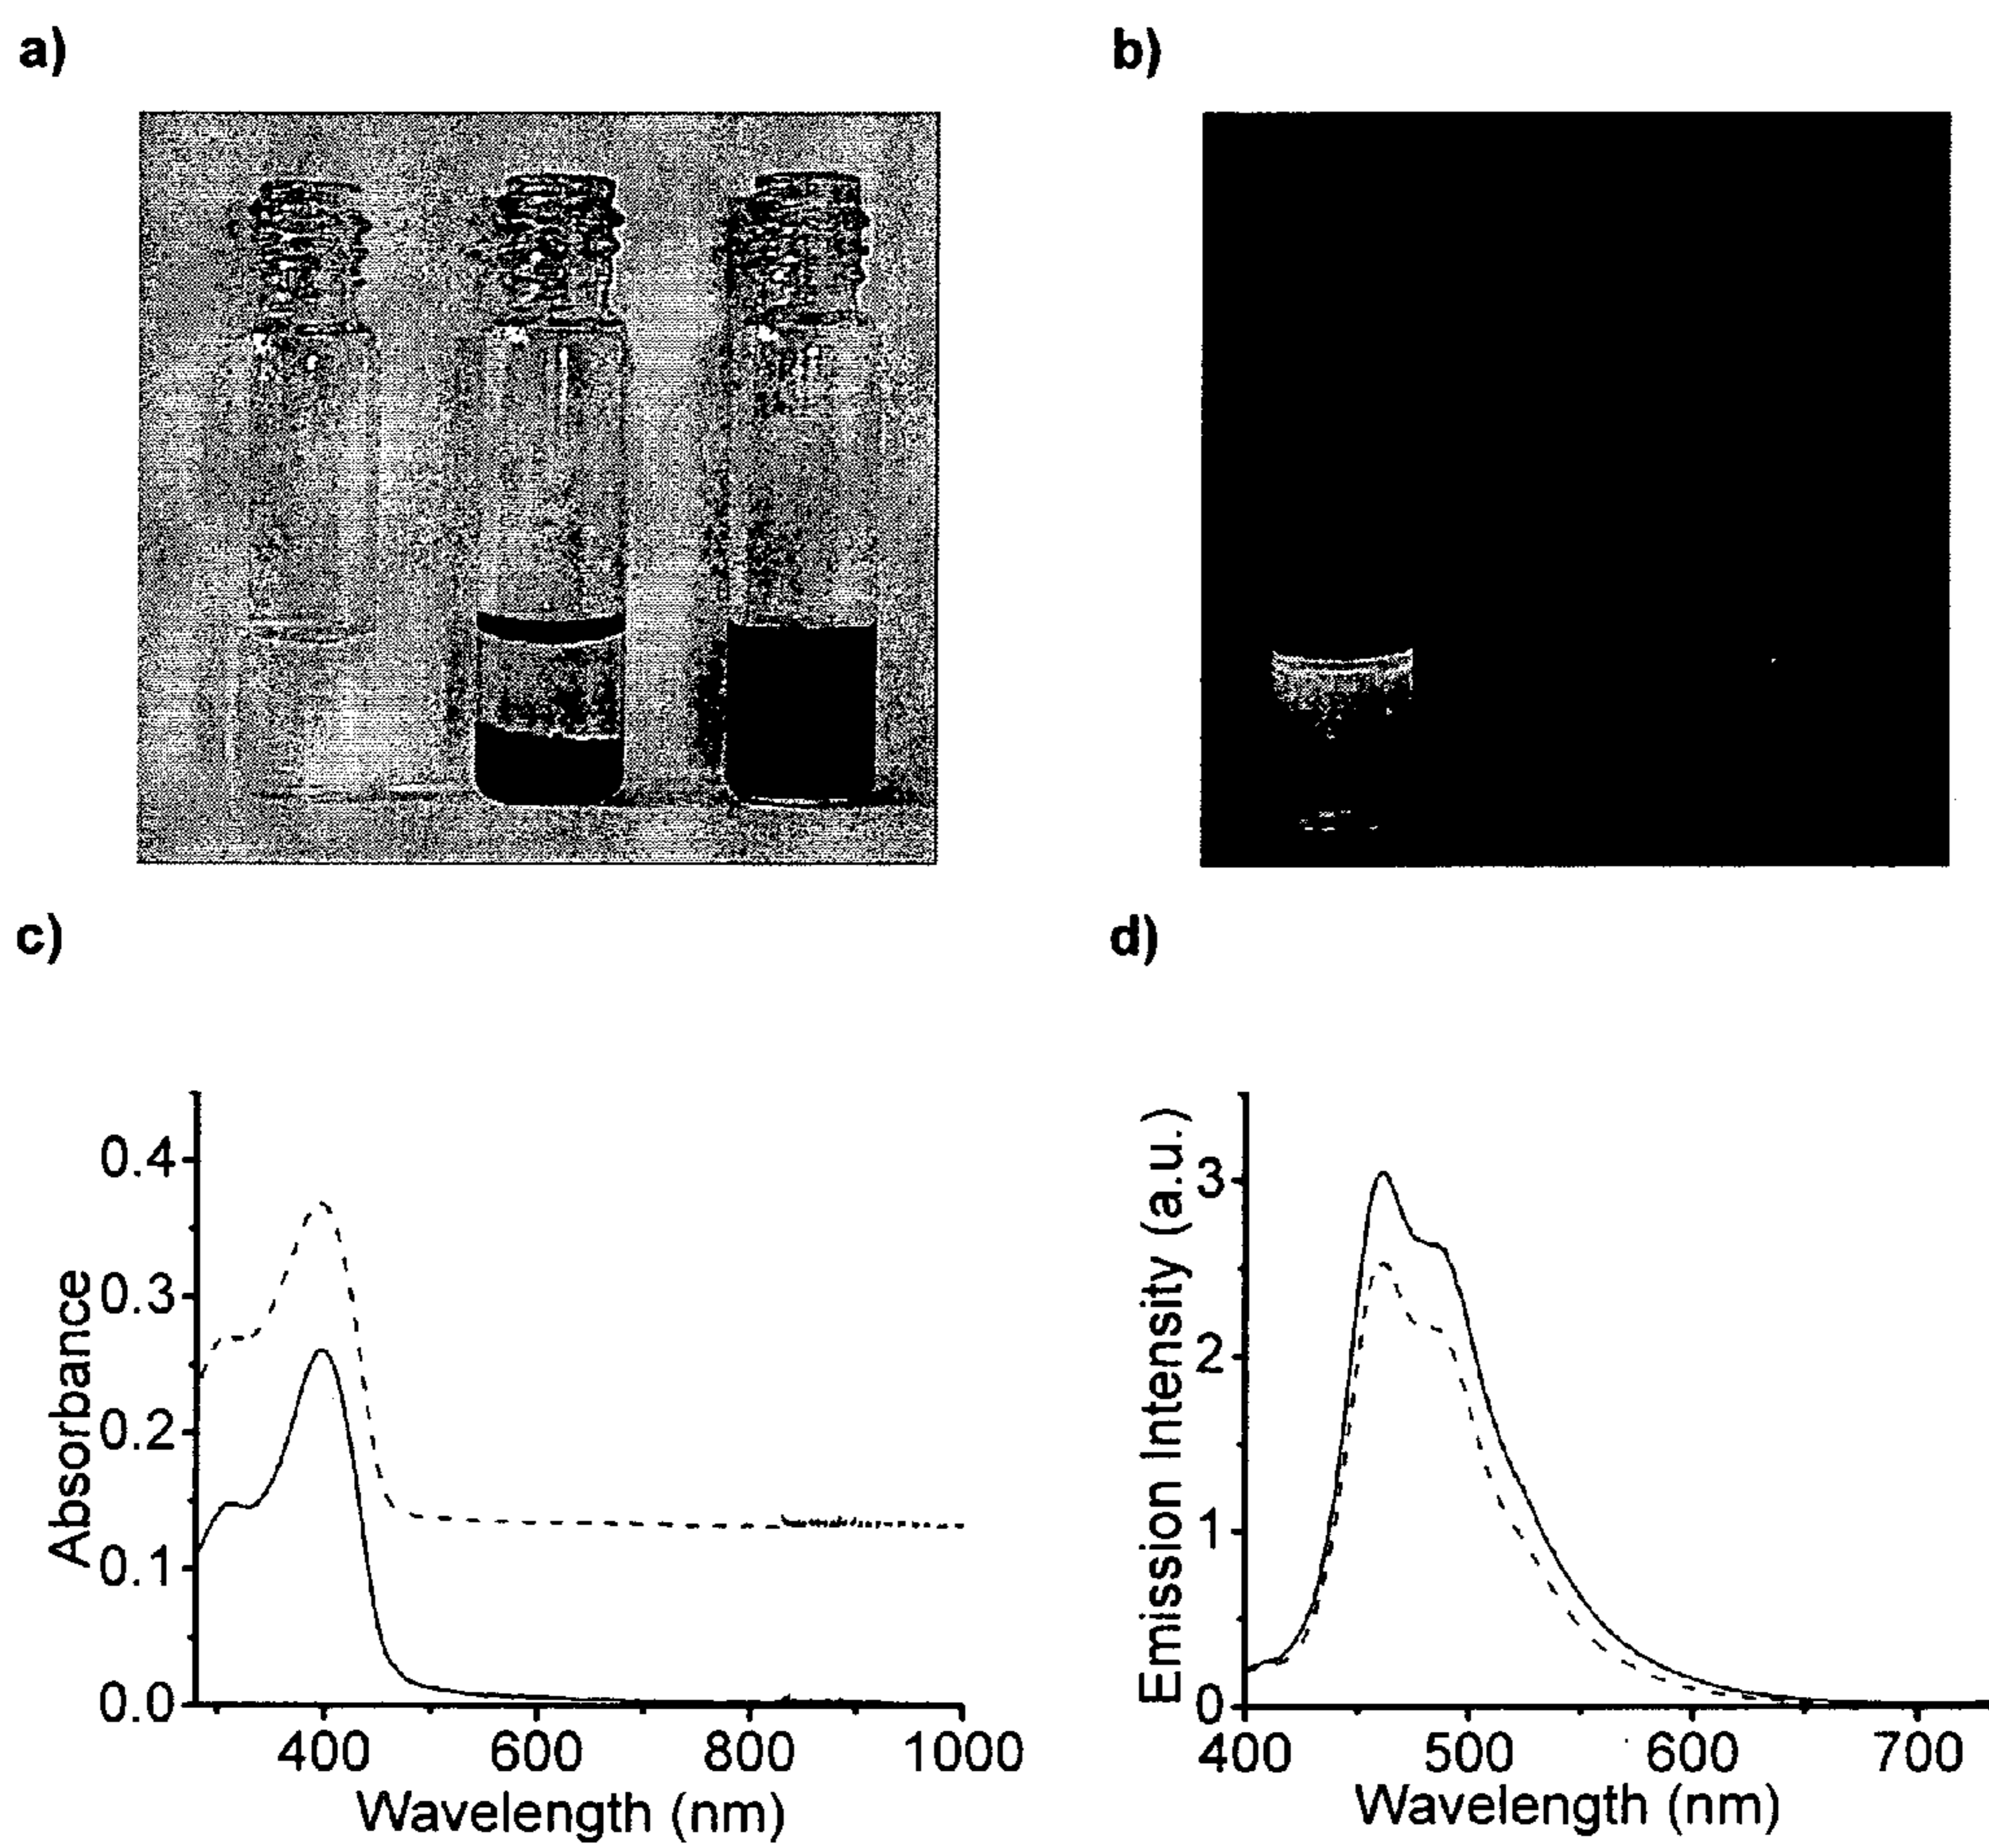 a)
b)
c)
d)
0.4
0.3
0.2
0.1
0.0
Absorbance
400 600 800 1000
Wavelength (nm)
3
2
1
0
Emission Intensity (a.u.)
400 500 600 700
Wavelength (nm)